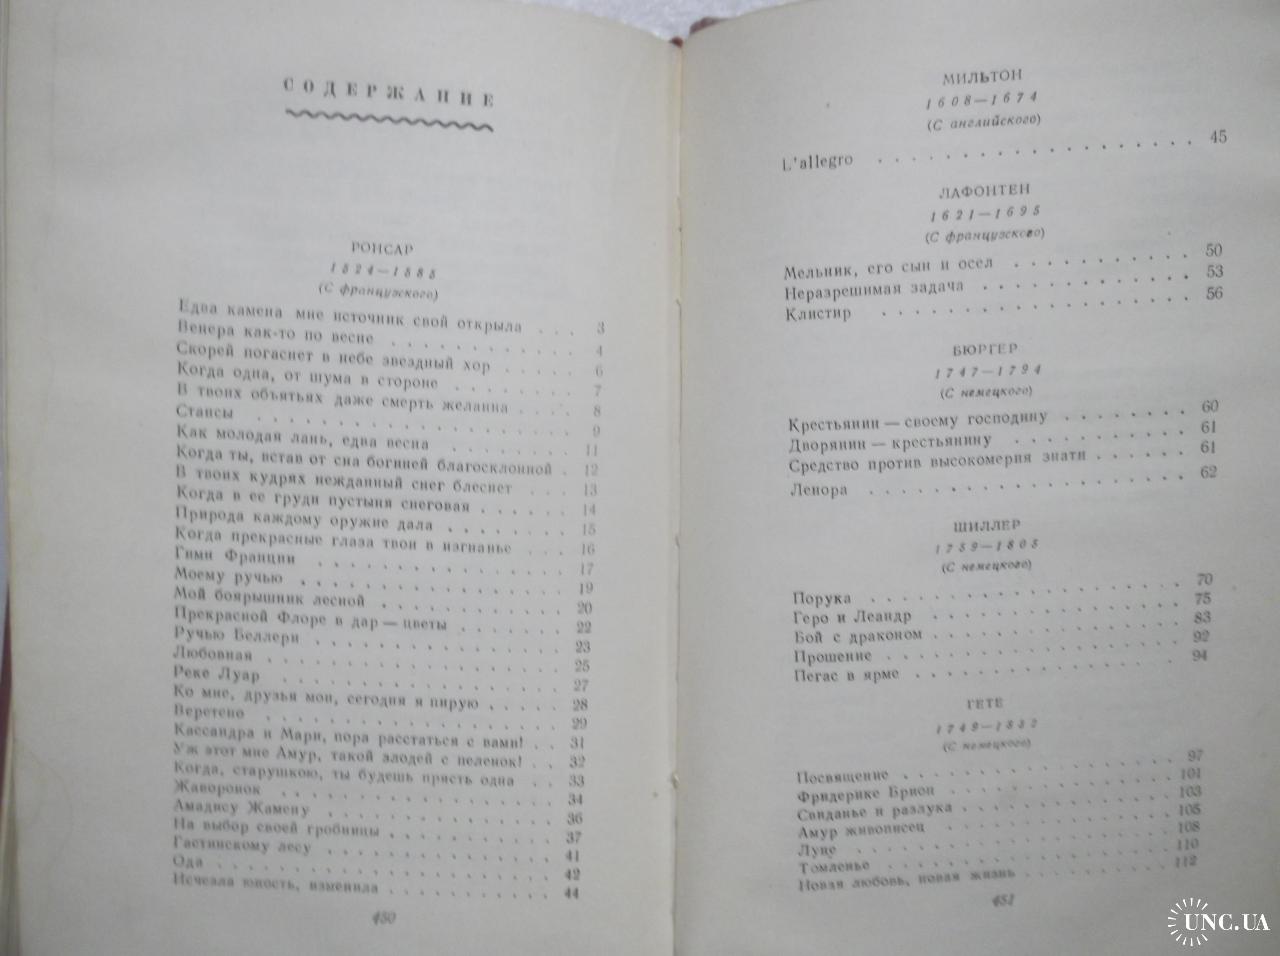 СОДЕРЖАНИЕ
РОНСАР
1524—1585
(С французского)
Едва камена мне источник свой открыла . . . 3
Венера как-то по весне . . . . . . . . . . 4
Скорей погаснет в небе звездный хор . . . . . 6
Когда одна, от шума в стороне . . . . . . . 7
В твоих объятьях даже смерть желанна . . . . 8
Стансы . . . . . . . . . . . . . . . . 9
Как молодая лань, едва весна . . . . . . . 11
Когда ты, встав от сна богиней благосклонной . 12
В твоих кудрях нежданный снег блеснет . . . 13
Когда в ее груди пустыня снеговая . . . . . . 14
Природа каждому оружие дала . . . . . . . 15
Когда прекрасные глаза твои в изгнанье . . . 16
Гимн Франции . . . . . . . . . . . . . 17
Моему ручью . . . . . . . . . . . . . . 19
Мой боярышник лесной . . . . . . . . . . 20
Прекрасной Флоре в дар — цветы . . . . . . . 22
Ручью Беллери . . . . . . . . . . . . . 23
Любовная . . . . . . . . . . . . . . . 25
Реке Луар . . . . . . . . . . . . . . . 27
Ко мне, друзья мои, сегодня я пирую . . . . . 28
Веретено . . . . . . . . . . . . . . . 29
Кассандра и Мари, пора расстаться с вами! . . 31
Уж этот мне Амур, такой злодей с пеленок! . . 32
Когда, старушкою, ты будешь прясть одна . . 33
Жаворонок . . . . . . . . . . . . . . 34
Амадису Жамену . . . . . . . . . . . . 36
На выбор своей гробницы . . . . . . . . . 37
Гастинскому лесу . . . . . . . . . . . . 41
Ода . . . . . . . . . . . . . . . . . 42
Исчезла юность, изменила . . . . . . . . . 44
450
МИЛЬТОН
1608—1674
(С английского)
L'allegro . . . . . . . . . . . . . . . . . 45
ЛАФОНТЕН
1621—1695
(С французского)
Мельник, его сын и осел . . . . . . . . . . 50
Неразрешимая задача . . . . . . . . . . . 53
Клистир . . . . . . . . . . . . . . . . 56
БЮРГЕР
1747—1794
(С немецкого)
Крестьянин — своему господину . . . . . . . 60
Дворянин — крестьянину . . . . . . . . . . 61
Средство против высокомерия знати . . . . . . 61
Ленора . . . . . . . . . . . . . . . . . 62
ШИЛЛЕР
1759—1805
(С немецкого)
Порука . . . . . . . . . . . . . . . . 70
Геро и Леандр . . . . . . . . . . . . . . 75
Бой с драконом . . . . . . . . . . . . . 83
Прошение . . . . . . . . . . . . . . . 92
Пегас в ярме . . . . . . . . . . . . . . 94
ГЕТЕ
1749—1832
(С немецкого)
Посвящение . . . . . . . . . . . . . . 97
Фридерике Брион . . . . . . . . . . . . 101
Свиданье и разлука . . . . . . . . . . . 103
Амур живописец . . . . . . . . . . . . 105
Луне . . . . . . . . . . . . . . . . . 108
Томленье . . . . . . . . . . . . . . . 110
Новая любовь, новая жизнь . . . . . . . . 112
451
UNC.UA